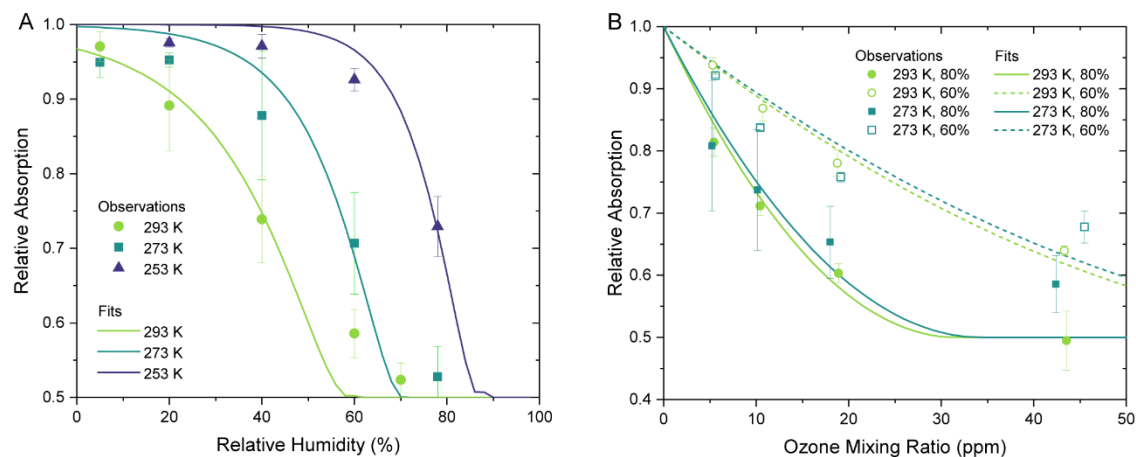 A
1.0
0.9
0.8
0.7
0.6
0.5
Relative Absorption
Observations
293 K
273 K
253 K
Fits
293 K
273 K
253 K
0 20 40 60 80 100
Relative Humidity (%)
B
1.0
0.9
0.8
0.7
0.6
0.5
0.4
Relative Absorption
Observations Fits
293 K, 80% 293 K, 80%
293 K, 60% 293 K, 60%
273 K, 80% 273 K, 80%
273 K, 60% 273 K, 60%
0 10 20 30 40 50
Ozone Mixing Ratio (ppm)